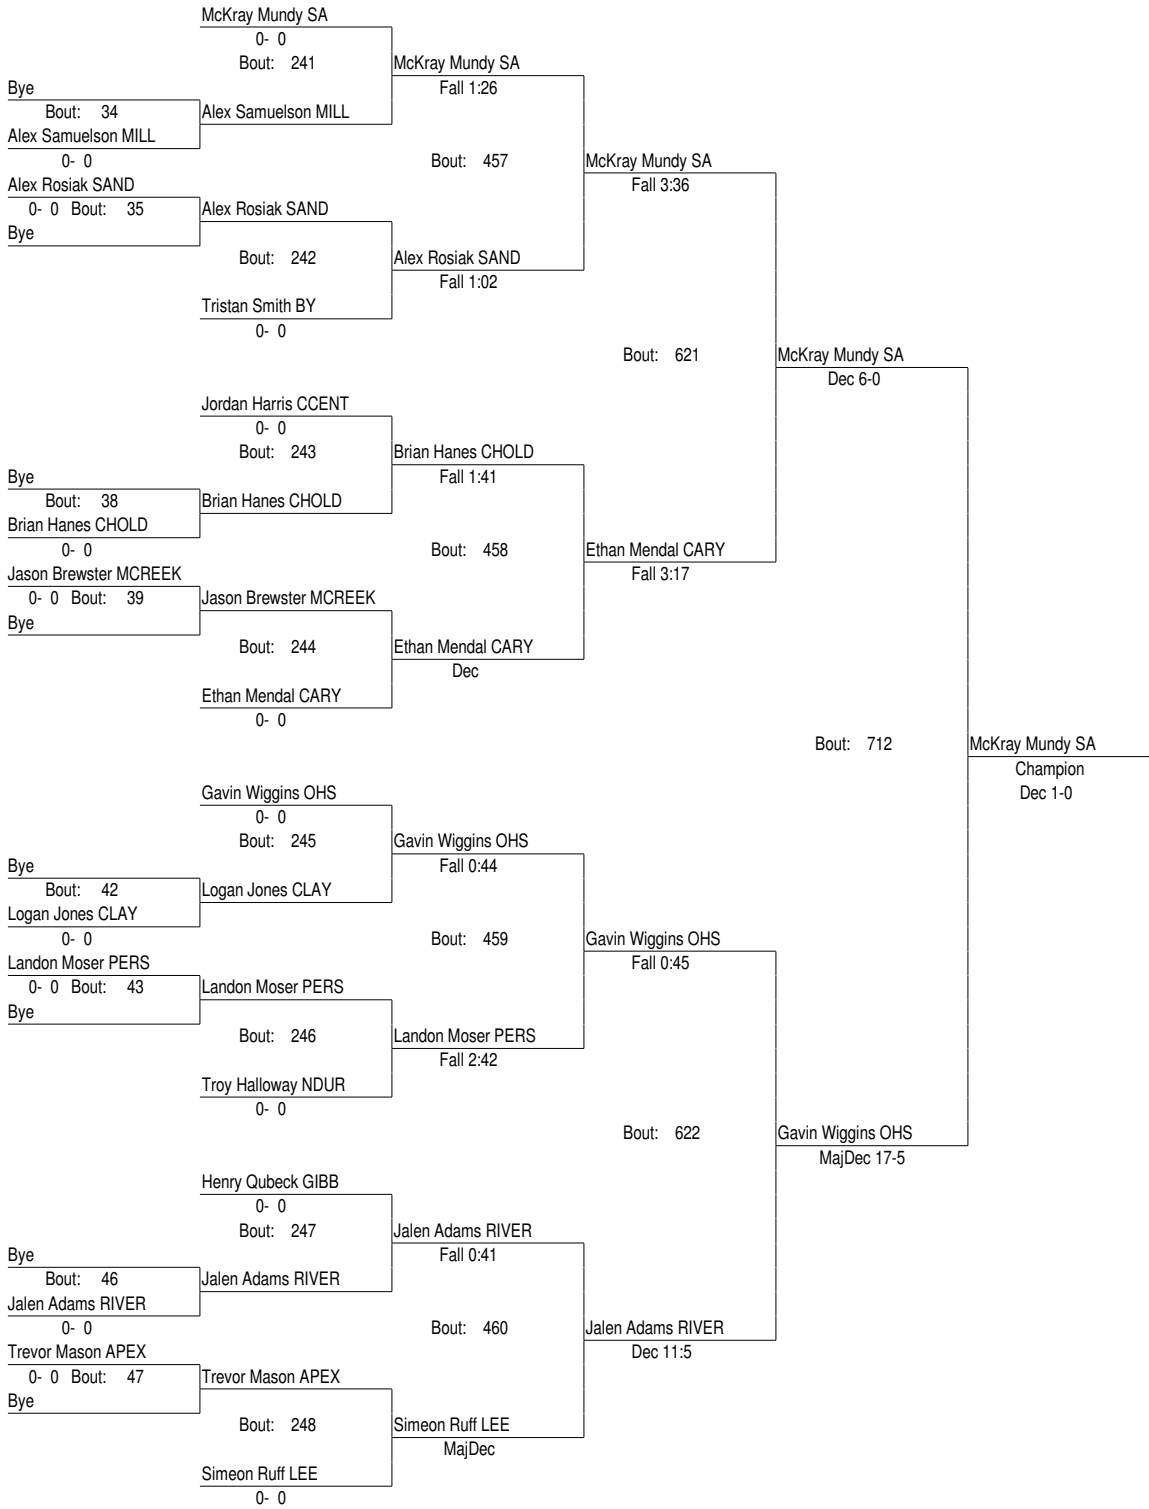 McKray Mundy SA
0- 0
Bout: 241
McKray Mundy SA
Fall 1:26
Bye
Bout: 34
Alex Samuelson MILL
Alex Samuelson MILL
0- 0
Bout: 457
McKray Mundy SA
Fall 3:36
Alex Rosiak SAND
0- 0 Bout: 35
Alex Rosiak SAND
Bye
Bout: 242
Alex Rosiak SAND
Fall 1:02
Tristan Smith BY
0- 0
Bout: 621
McKray Mundy SA
Dec 6-0
Jordan Harris CCENT
0- 0
Bout: 243
Brian Hanes CHOLD
Fall 1:41
Bye
Bout: 38
Brian Hanes CHOLD
Brian Hanes CHOLD
0- 0
Bout: 458
Ethan Mendal CARY
Fall 3:17
Jason Brewster MCREEK
0- 0 Bout: 39
Jason Brewster MCREEK
Bye
Bout: 244
Ethan Mendal CARY
Dec
Ethan Mendal CARY
0- 0
Bout: 712
McKray Mundy SA
Champion
Dec 1-0
Gavin Wiggins OHS
0- 0
Bout: 245
Gavin Wiggins OHS
Fall 0:44
Bye
Bout: 42
Logan Jones CLAY
Logan Jones CLAY
0- 0
Bout: 459
Gavin Wiggins OHS
Fall 0:45
Landon Moser PERS
0- 0 Bout: 43
Landon Moser PERS
Bye
Bout: 246
Landon Moser PERS
Fall 2:42
Troy Halloway NDUR
0- 0
Bout: 622
Gavin Wiggins OHS
MajDec 17-5
Henry Qubeck GIBB
0- 0
Bout: 247
Jalen Adams RIVER
Fall 0:41
Bye
Bout: 46
Jalen Adams RIVER
Jalen Adams RIVER
0- 0
Bout: 460
Jalen Adams RIVER
Dec 11:5
Trevor Mason APEX
0- 0 Bout: 47
Trevor Mason APEX
Bye
Bout: 248
Simeon Ruff LEE
MajDec
Simeon Ruff LEE
0- 0